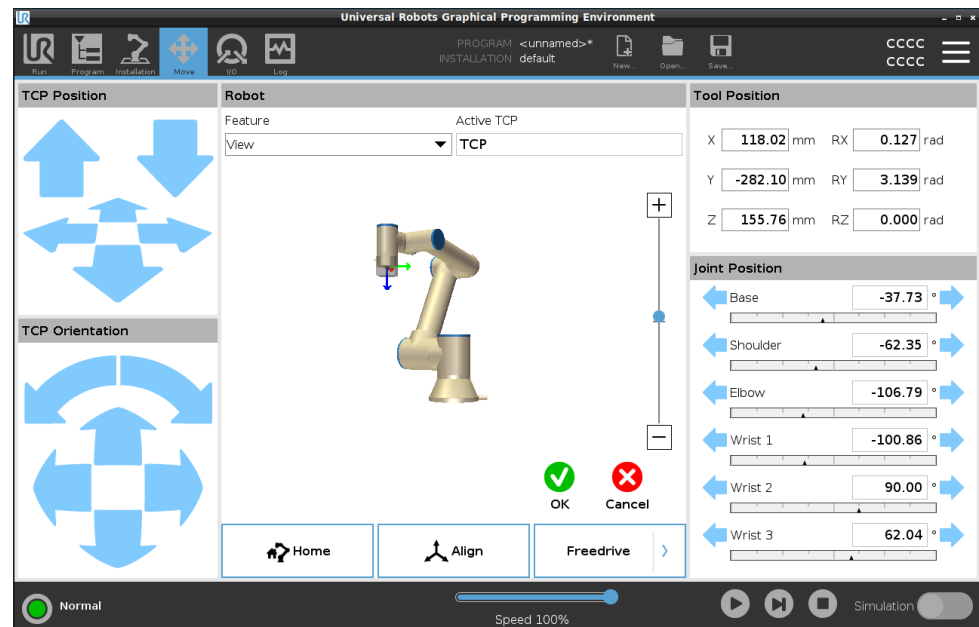 UR
Universal Robots Graphical Programming Environment
UR
Run
Program
Installation
Move
I/O
Log
PROGRAM <unnamed>*
INSTALLATION default
New...
Open...
Save...
CCCC
CCCC
TCP Position
Robot
Tool Position
Feature
Active TCP
View
TCP
X 118.02 mm RX 0.127 rad
Y -282.10 mm RY 3.139 rad
Z 155.76 mm RZ 0.000 rad
Joint Position
Base -37.73 °
TCP Orientation
Shoulder -62.35 °
Elbow -106.79 °
Wrist 1 -100.86 °
Wrist 2 90.00 °
Wrist 3 62.04 °
OK
Cancel
Home
Align
Freedrive
Normal
Speed 100%
Simulation